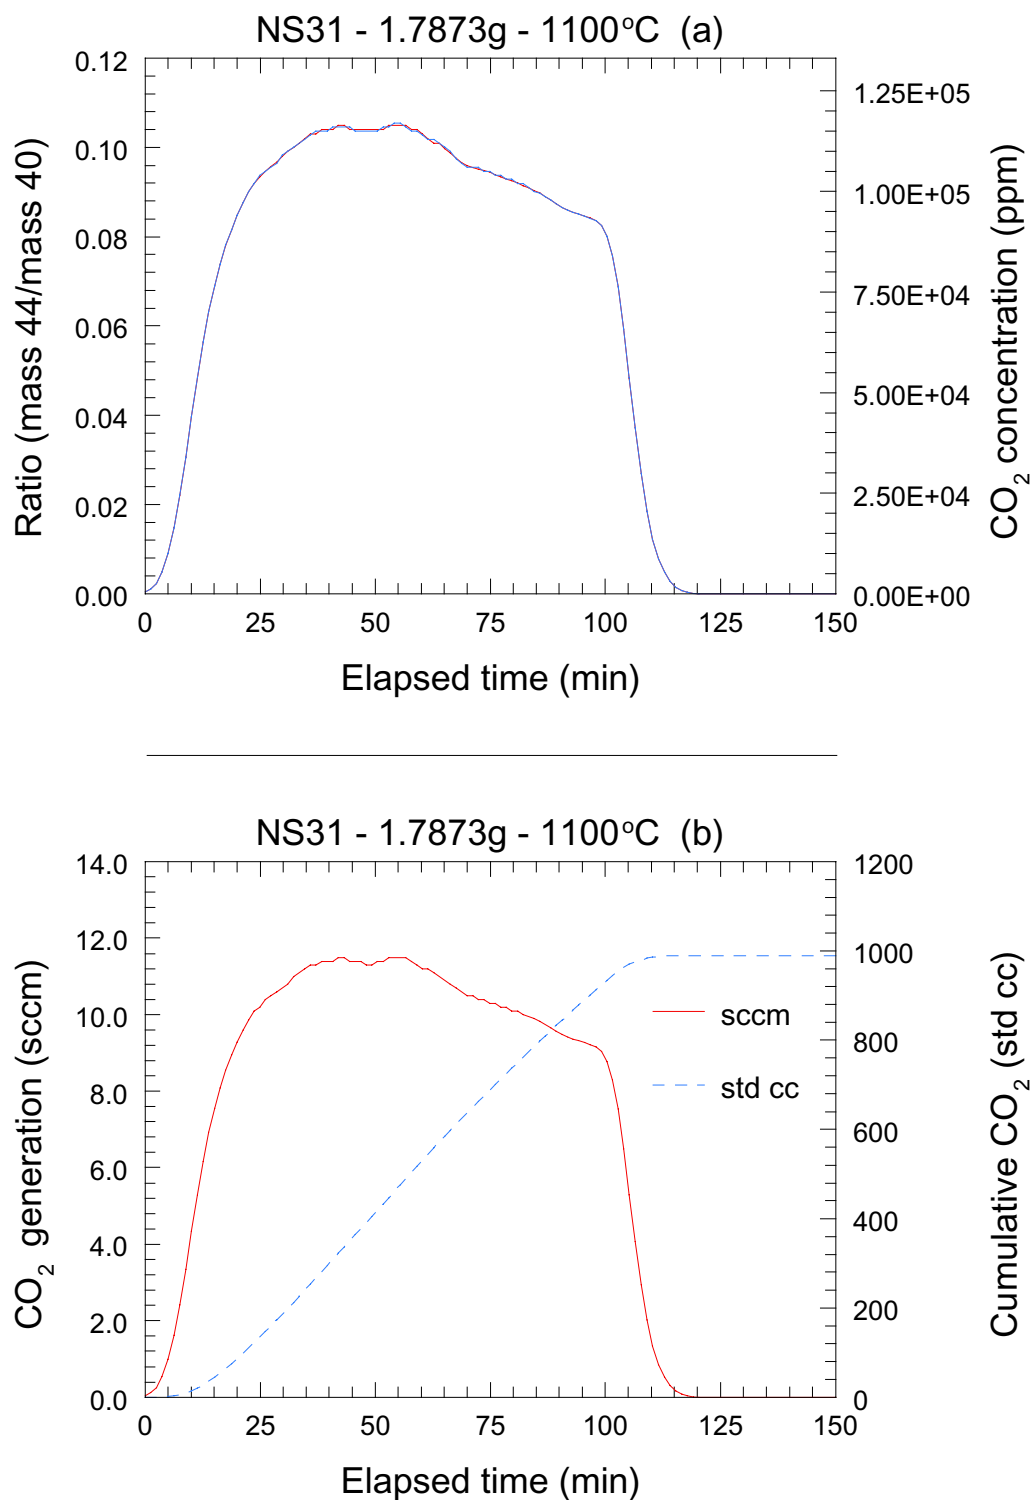 NS31 - 1.7873g - 1100°C (a)
0.12
0.10
0.08
0.06
0.04
0.02
0.00
Ratio (mass 44/mass 40)
1.25E+05
1.00E+05
7.50E+04
5.00E+04
2.50E+04
0.00E+00
CO₂ concentration (ppm)
0 25 50 75 100 125 150
Elapsed time (min)
NS31 - 1.7873g - 1100°C (b)
14.0
12.0
10.0
8.0
6.0
4.0
2.0
0.0
CO₂ generation (sccm)
sccm
std cc
1200
1000
800
600
400
200
0
Cumulative CO₂ (std cc)
0 25 50 75 100 125 150
Elapsed time (min)